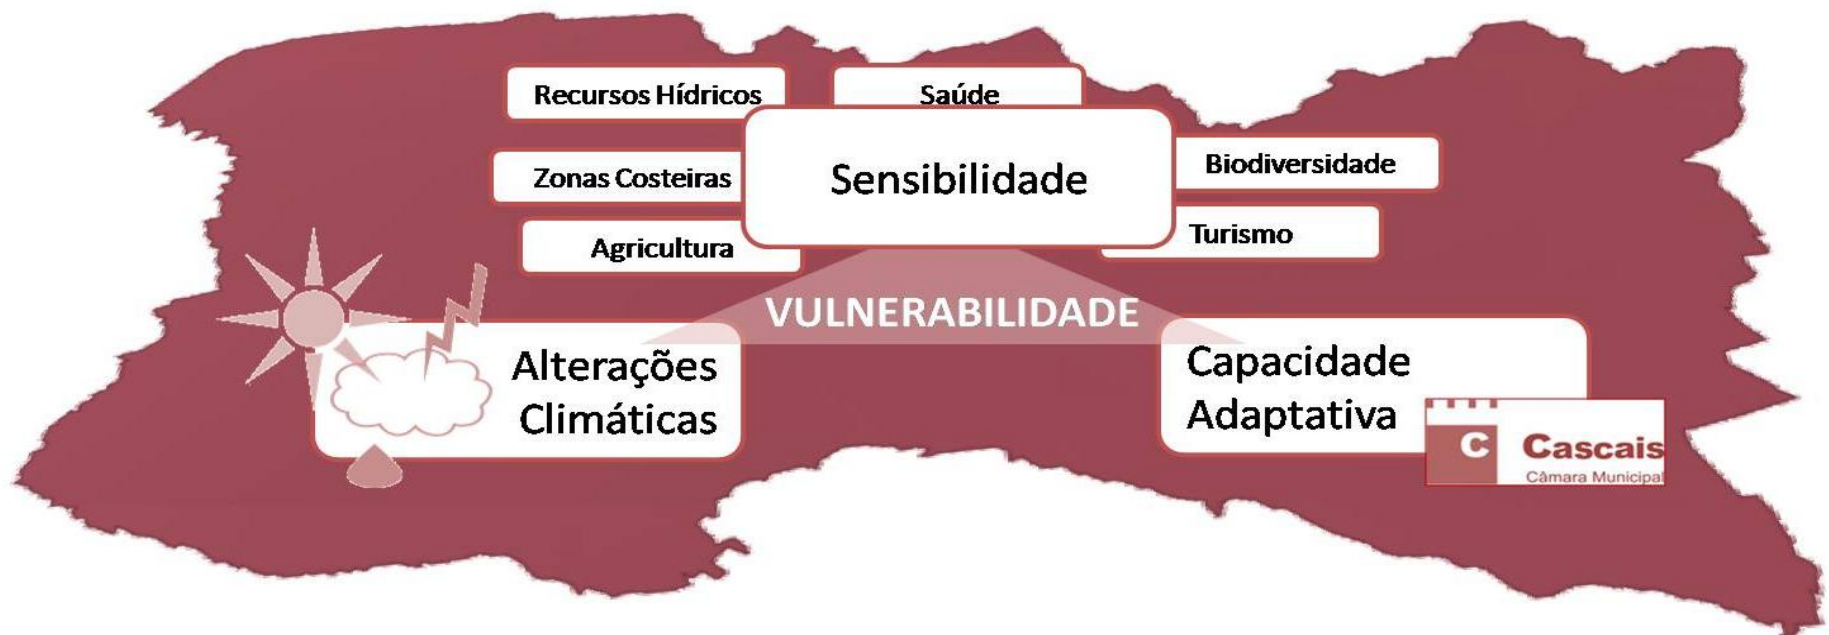 Recursos Hídricos
Saúde
Zonas Costeiras
Sensibilidade
Biodiversidade
Agricultura
Turismo
VULNERABILIDADE
Alterações
Climáticas
Capacidade
Adaptativa
C Cascais
Câmara Municipal